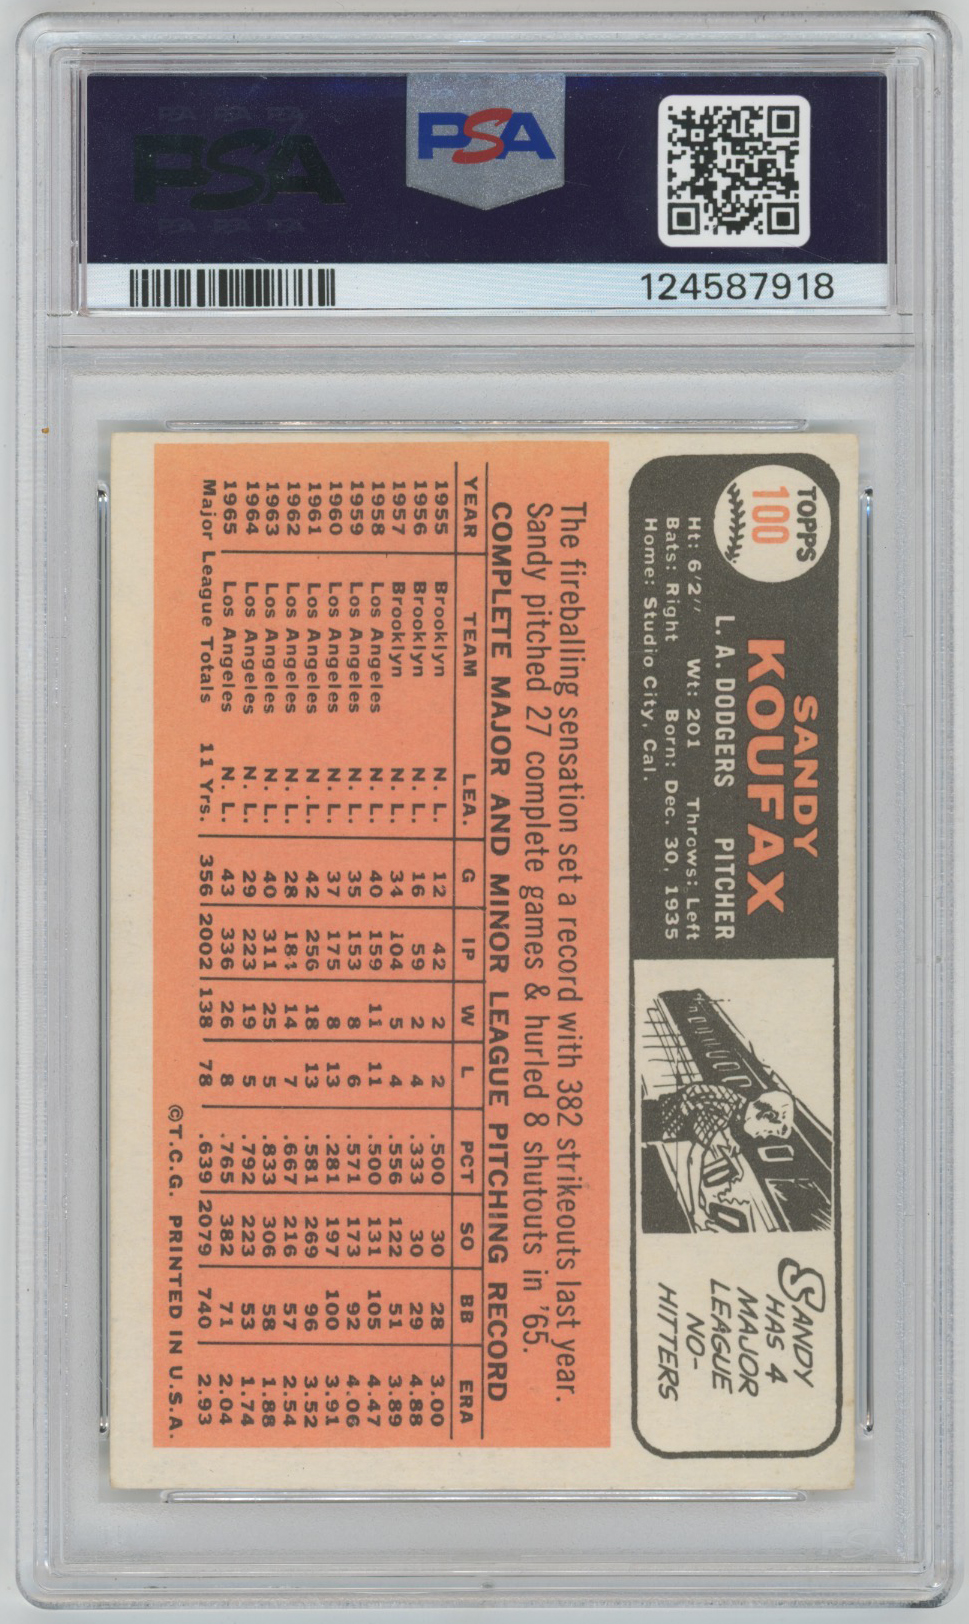 PSA PSA PSA
PSA
PSA PSA PSA
PSA
124587918
TOPPS
100
SANDY
KOUFAX
L. A. DODGERS PITCHER
Ht: 6'2" Wt: 201 Throws: Left
Bats: Right Born: Dec. 30, 1935
Home: Studio City, Cal.
SANDY
HAS 4
MAJOR
LEAGUE
NO-
HITTERS
The fireballing sensation set a record with 382 strikeouts last year.
Sandy pitched 27 complete games & hurled 8 shutouts in '65.
COMPLETE MAJOR AND MINOR LEAGUE PITCHING RECORD
YEAR TEAM LEA. G IP W L PCT SO BB ERA
1955 Brooklyn N. L. 12 42 2 2 .500 30 28 3.00
1956 Brooklyn N. L. 16 59 2 4 .333 30 29 4.88
1957 Brooklyn N. L. 34 104 5 4 .556 122 51 3.89
1958 Los Angeles N. L. 40 159 11 11 .500 131 105 4.47
1959 Los Angeles N. L. 35 153 8 6 .571 173 92 4.06
1960 Los Angeles N. L. 37 175 8 13 .281 197 100 3.91
1961 Los Angeles N .L. 42 256 18 13 .581 269 96 3.52
1962 Los Angeles N. L. 28 184 14 7 .667 216 57 2.54
1963 Los Angeles N. L. 40 311 25 5 .833 306 58 1.88
1964 Los Angeles N. L. 29 223 19 5 .792 223 53 1.74
1965 Los Angeles N. L. 43 336 26 8 .765 382 71 2.04
Major League Totals 11 Yrs. 356 2002 138 78 .639 2079 740 2.93
©T.C.G. PRINTED IN U.S.A.